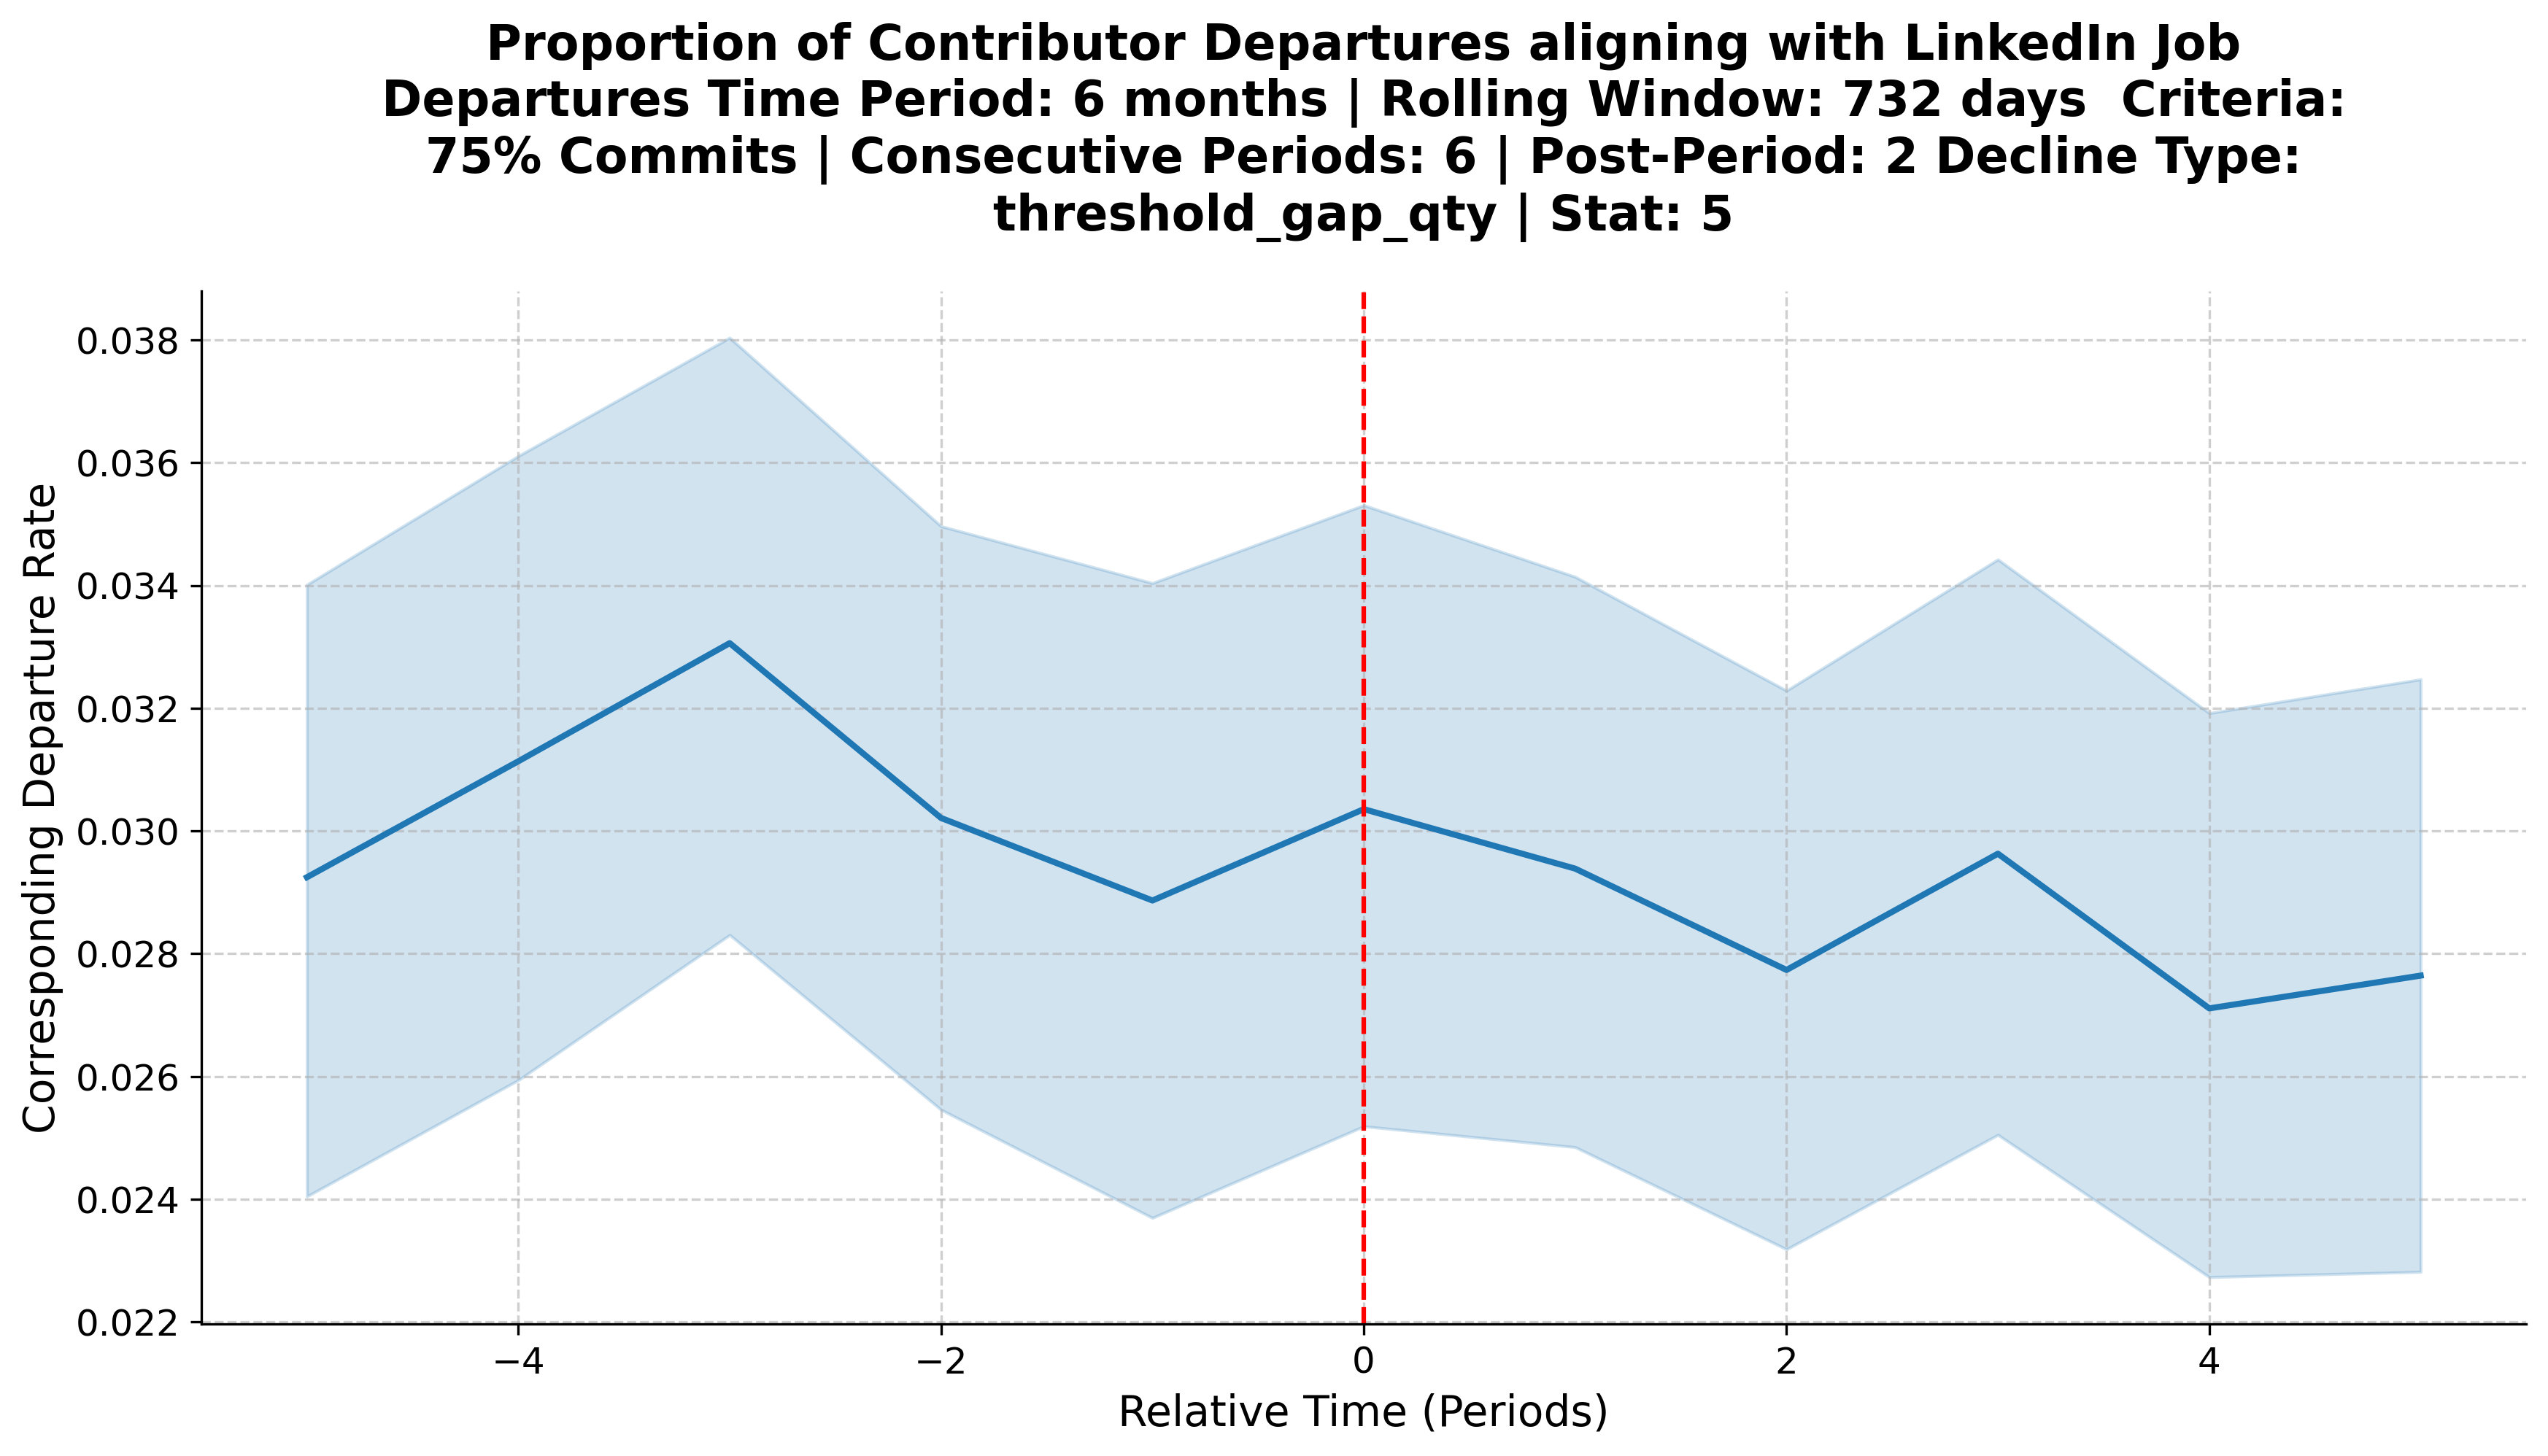 Proportion of Contributor Departures aligning with LinkedIn Job
Departures Time Period: 6 months | Rolling Window: 732 days  Criteria:
75% Commits | Consecutive Periods: 6 | Post-Period: 2 Decline Type:
threshold_gap_qty | Stat: 5
Corresponding Departure Rate
0.038
0.036
0.034
0.032
0.030
0.028
0.026
0.024
0.022
−4 −2 0 2 4
Relative Time (Periods)